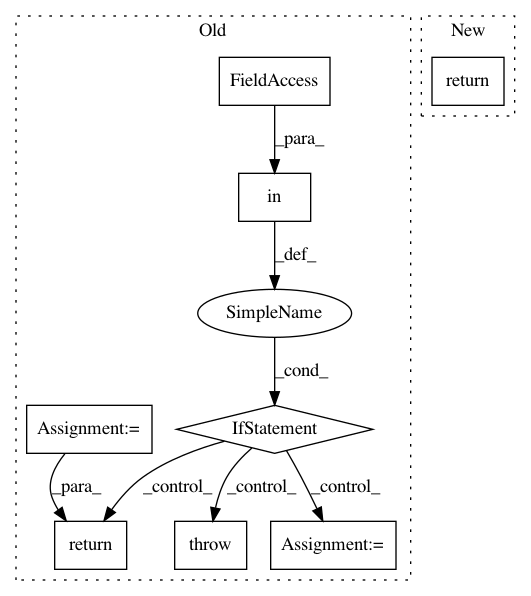 Old
New
FieldAccess
return
_para_
in
_def_
SimpleName
_cond_
Assignment:=
IfStatement
_para_
_control_
_control_
_control_
return
throw
Assignment:=